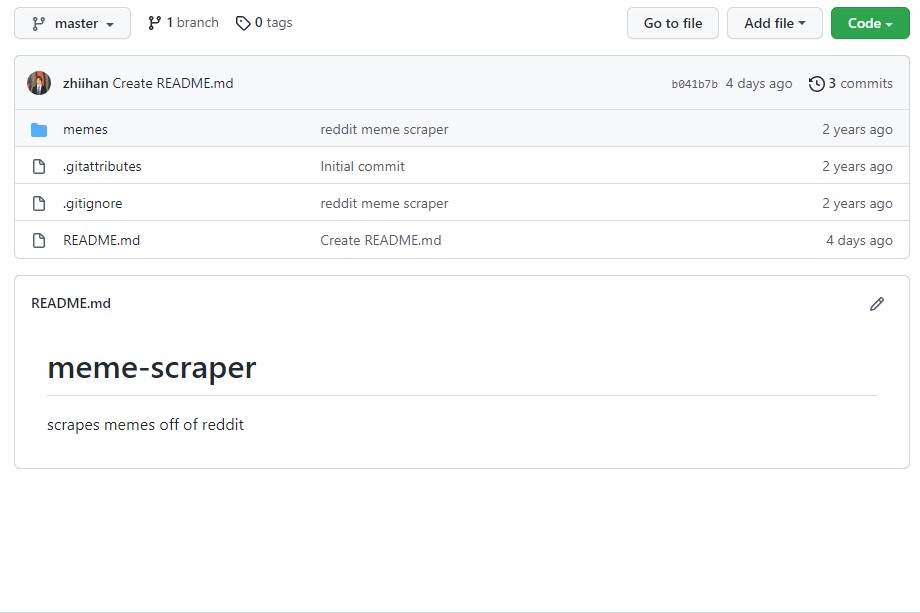 master 1 branch 0 tags Go to file Add file Code
zhiihan Create README.md b041b7b 4 days ago 3 commits
memes reddit meme scraper 2 years ago
.gitattributes Initial commit 2 years ago
.gitignore reddit meme scraper 2 years ago
README.md Create README.md 4 days ago
README.md
meme-scraper
scrapes memes off of reddit